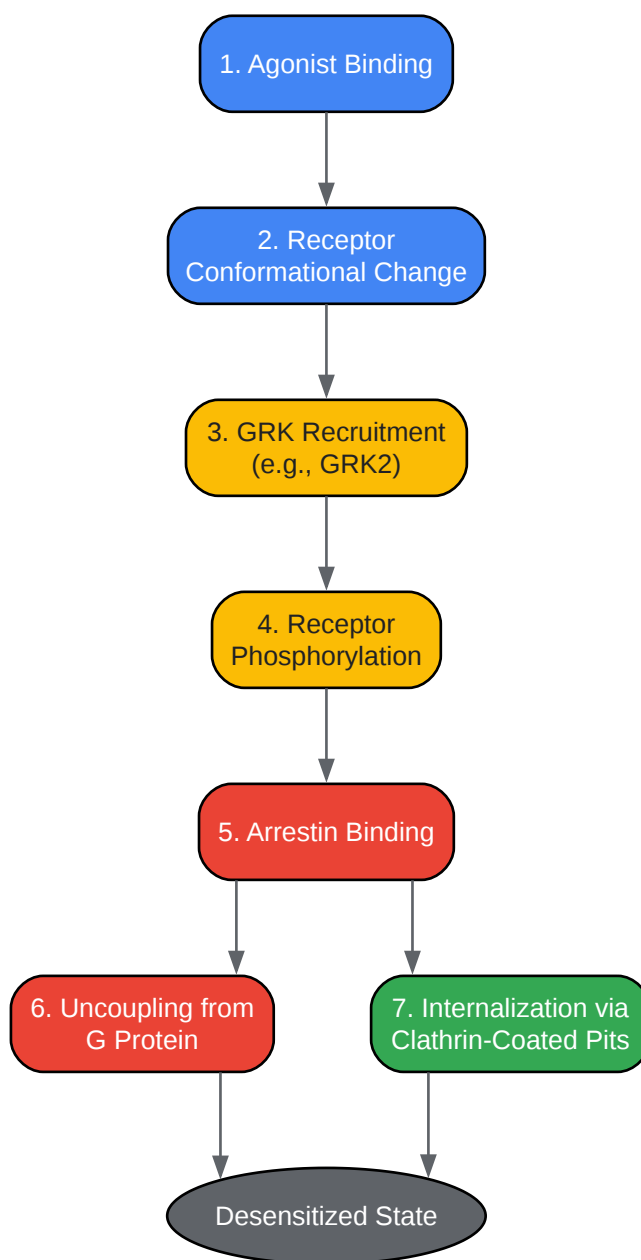 1. Agonist Binding
2. Receptor
Conformational Change
3. GRK Recruitment
(e.g., GRK2)
4. Receptor
Phosphorylation
5. Arrestin Binding
6. Uncoupling from
G Protein
7. Internalization via
Clathrin-Coated Pits
Desensitized State